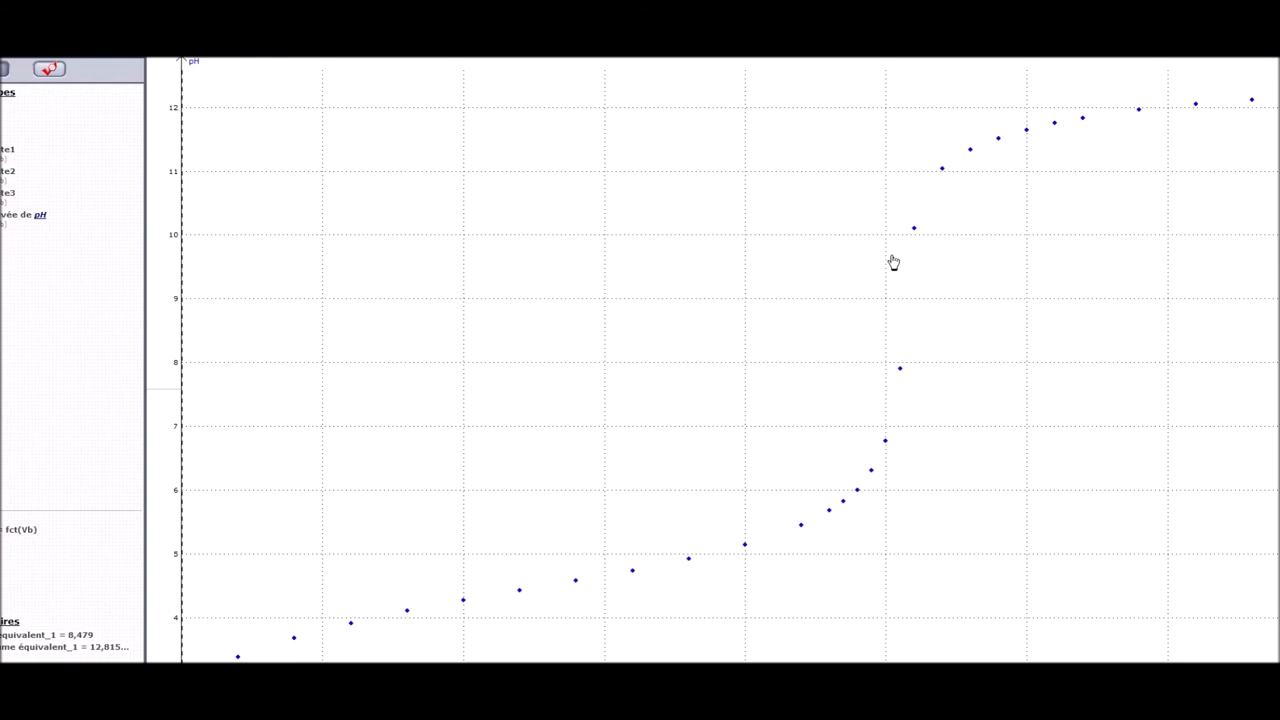 pH
bes
te1
b]
te2
b]
te3
b]
vée de pH
b]
= fct(Vb)
ires
équivalent_1 = 8,479
me équivalent_1 = 12,815...
12
11
10
9
8
7
6
5
4